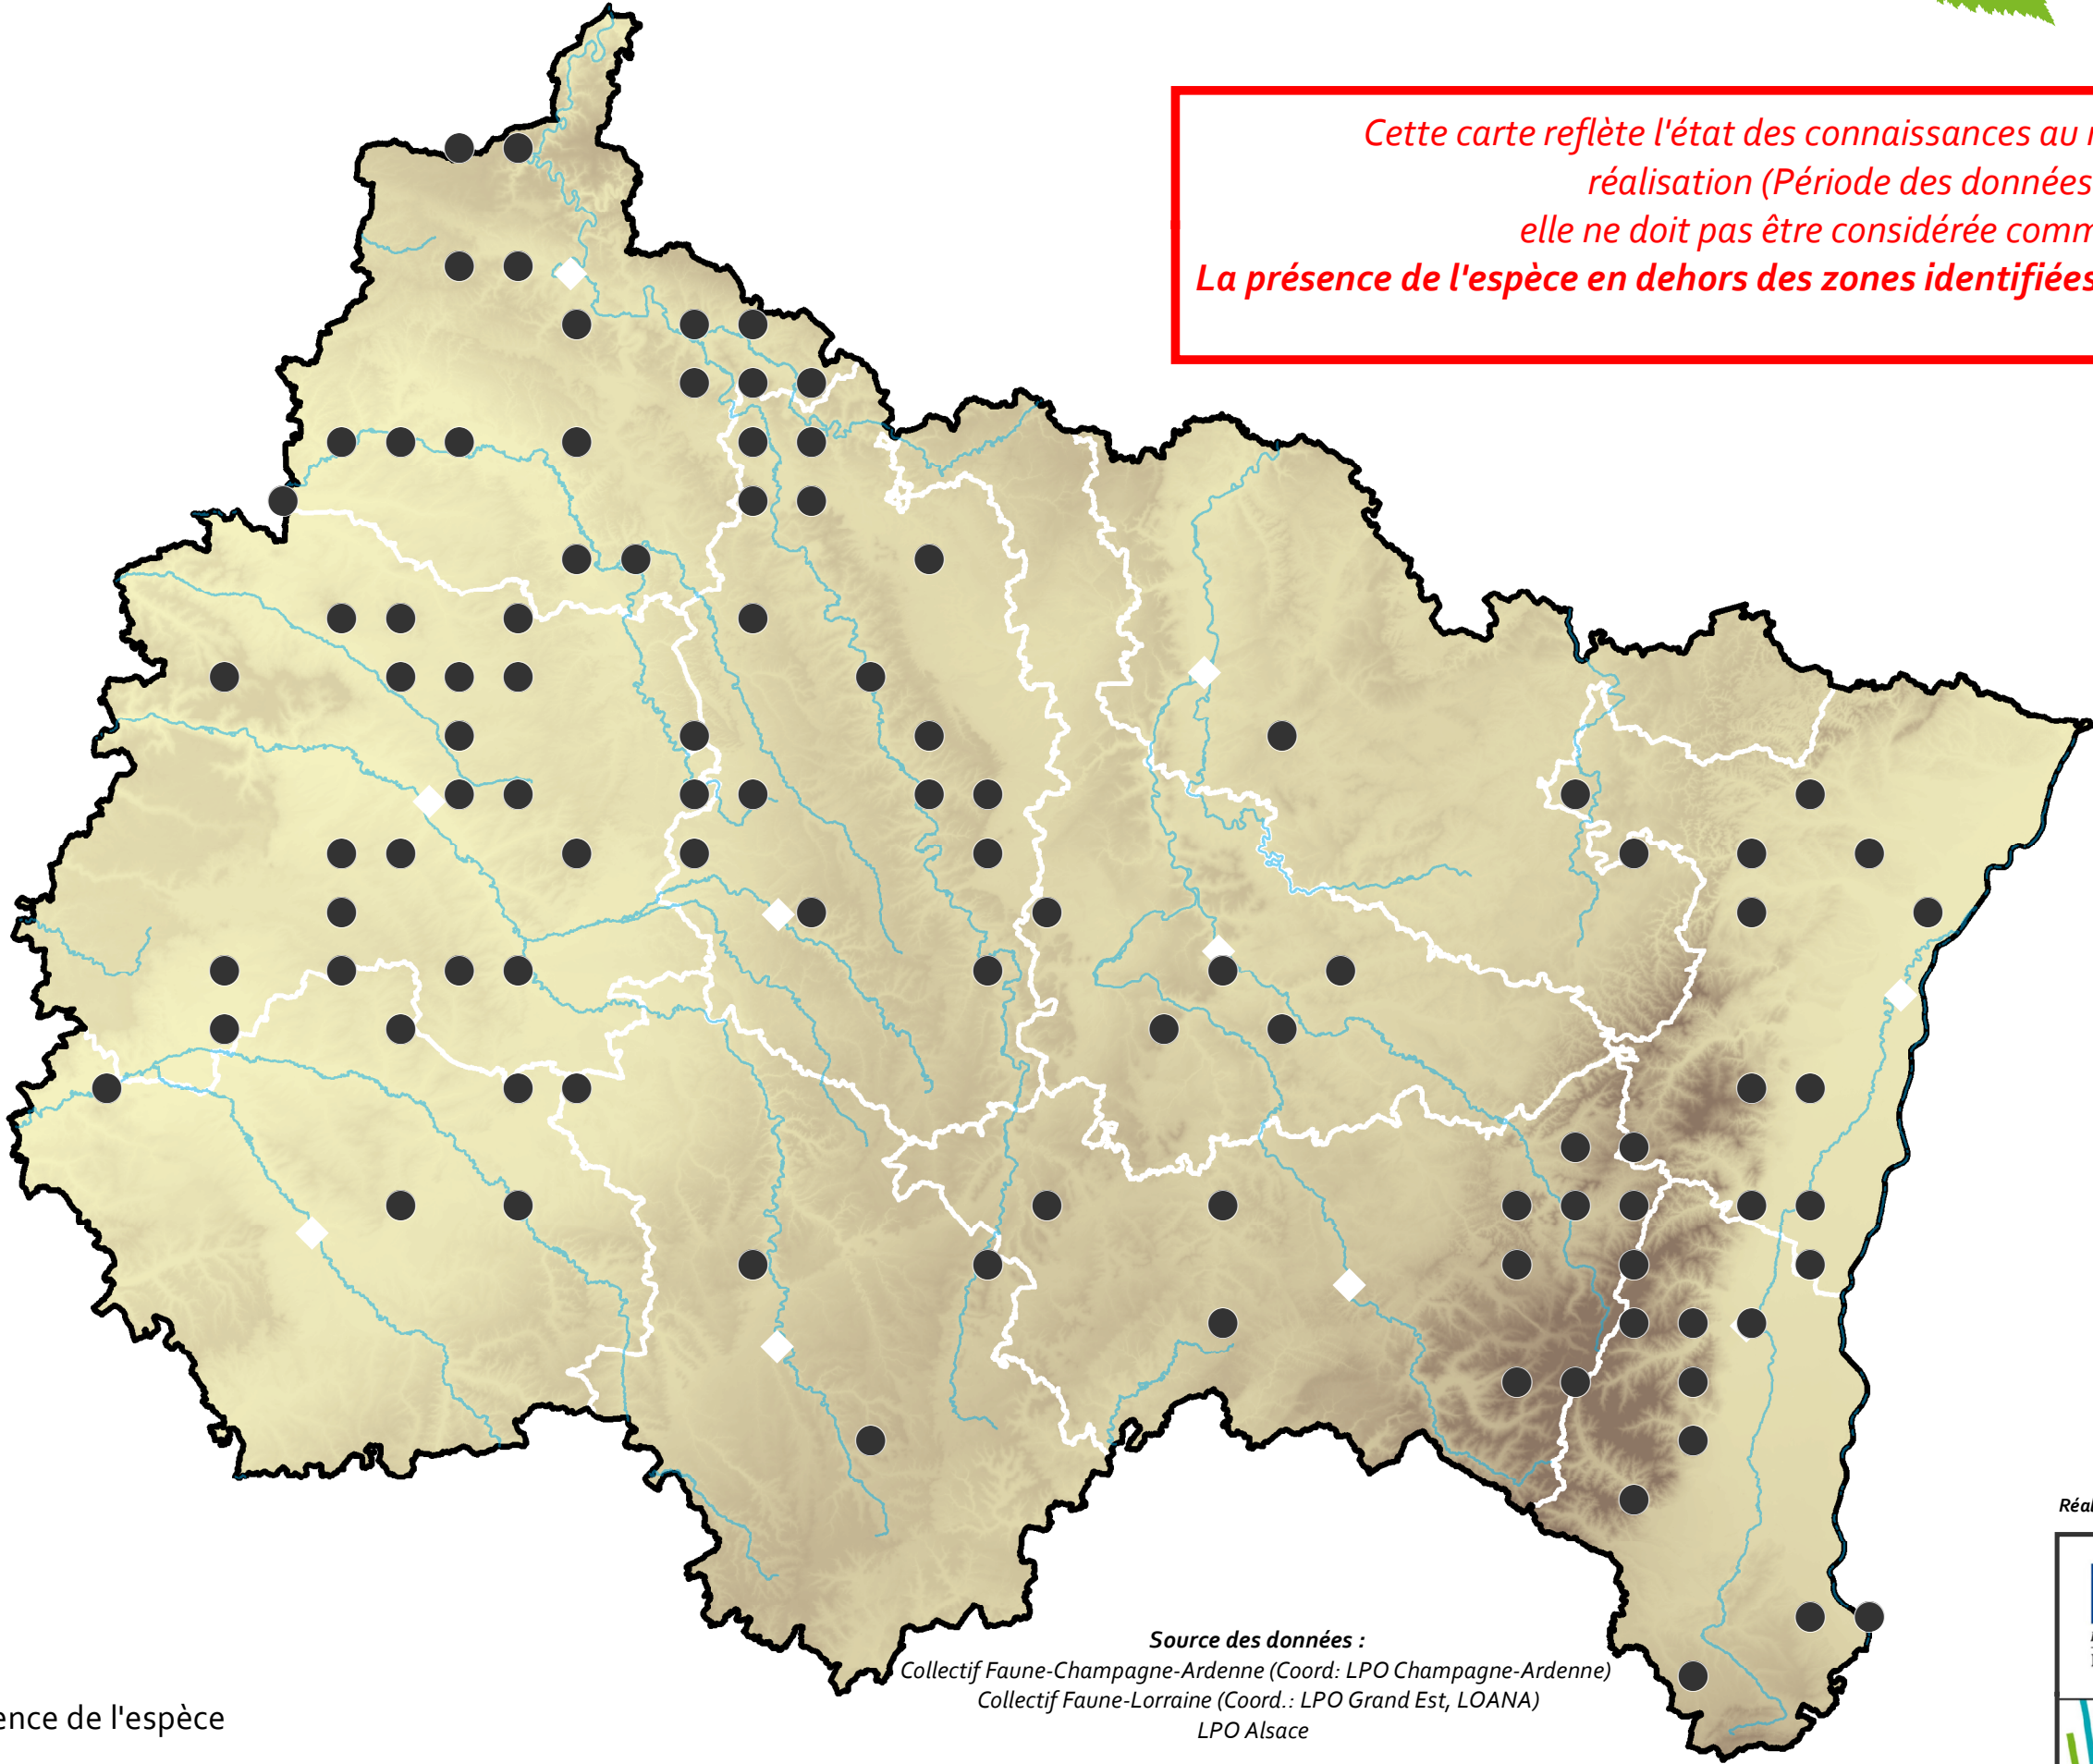 Cette carte reflète l'état des connaissances au
réalisation (Période des données
elle ne doit pas être considérée comm
La présence de l'espèce en dehors des zones identifiées
Réal
Source des données :
Collectif Faune-Champagne-Ardenne (Coord: LPO Champagne-Ardenne)
Collectif Faune-Lorraine (Coord.: LPO Grand Est, LOANA)
LPO Alsace
ence de l'espèce